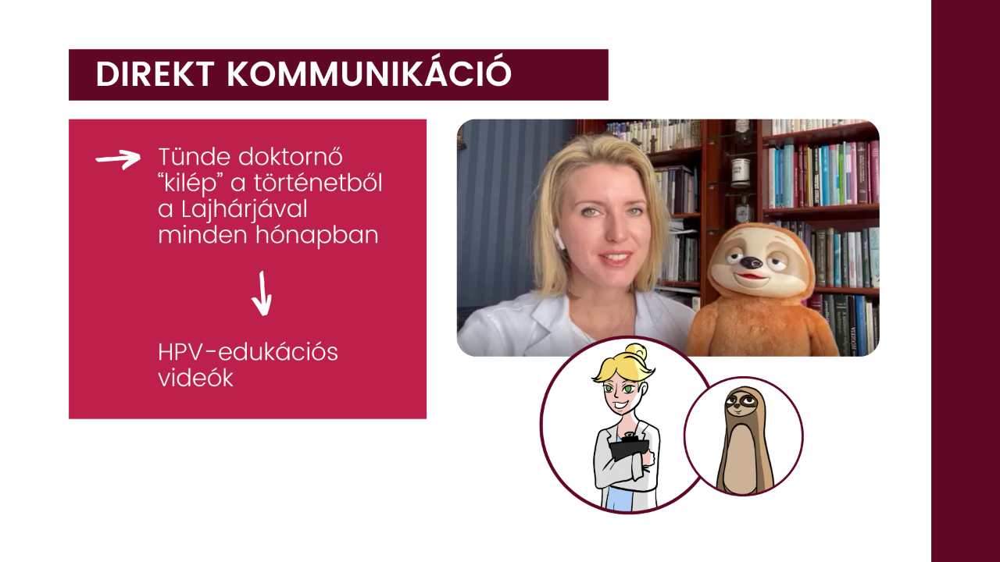 DIREKT KOMMUNIKÁCIÓ
Tünde doktornő
“kilép” a történetből
a Lajhárjával
minden hónapban
HPV-edukációs
videók